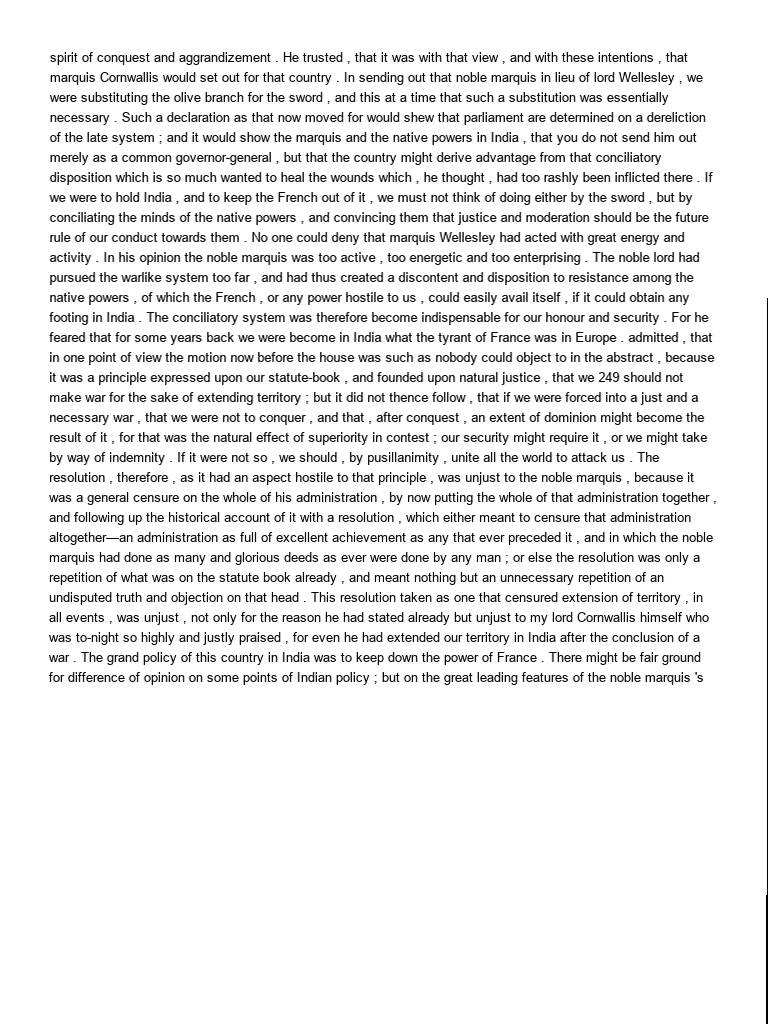 spirit of conquest and aggrandizement . He trusted , that it was with that view , and with these intentions , that
marquis Cornwallis would set out for that country . In sending out that noble marquis in lieu of lord Wellesley , we
were substituting the olive branch for the sword , and this at a time that such a substitution was essentially
necessary . Such a declaration as that now moved for would shew that parliament are determined on a dereliction
of the late system ; and it would show the marquis and the native powers in India , that you do not send him out
merely as a common governor-general , but that the country might derive advantage from that conciliatory
disposition which is so much wanted to heal the wounds which , he thought , had too rashly been inflicted there . If
we were to hold India , and to keep the French out of it , we must not think of doing either by the sword , but by
conciliating the minds of the native powers , and convincing them that justice and moderation should be the future
rule of our conduct towards them . No one could deny that marquis Wellesley had acted with great energy and
activity . In his opinion the noble marquis was too active , too energetic and too enterprising . The noble lord had
pursued the warlike system too far , and had thus created a discontent and disposition to resistance among the
native powers , of which the French , or any power hostile to us , could easily avail itself , if it could obtain any
footing in India . The conciliatory system was therefore become indispensable for our honour and security . For he
feared that for some years back we were become in India what the tyrant of France was in Europe . admitted , that
in one point of view the motion now before the house was such as nobody could object to in the abstract , because
it was a principle expressed upon our statute-book , and founded upon natural justice , that we 249 should not
make war for the sake of extending territory ; but it did not thence follow , that if we were forced into a just and a
necessary war , that we were not to conquer , and that , after conquest , an extent of dominion might become the
result of it , for that was the natural effect of superiority in contest ; our security might require it , or we might take
by way of indemnity . If it were not so , we should , by pusillanimity , unite all the world to attack us . The
resolution , therefore , as it had an aspect hostile to that principle , was unjust to the noble marquis , because it
was a general censure on the whole of his administration , by now putting the whole of that administration together ,
and following up the historical account of it with a resolution , which either meant to censure that administration
altogether—an administration as full of excellent achievement as any that ever preceded it , and in which the noble
marquis had done as many and glorious deeds as ever were done by any man ; or else the resolution was only a
repetition of what was on the statute book already , and meant nothing but an unnecessary repetition of an
undisputed truth and objection on that head . This resolution taken as one that censured extension of territory , in
all events , was unjust , not only for the reason he had stated already but unjust to my lord Cornwallis himself who
was to-night so highly and justly praised , for even he had extended our territory in India after the conclusion of a
war . The grand policy of this country in India was to keep down the power of France . There might be fair ground
for difference of opinion on some points of Indian policy ; but on the great leading features of the noble marquis 's